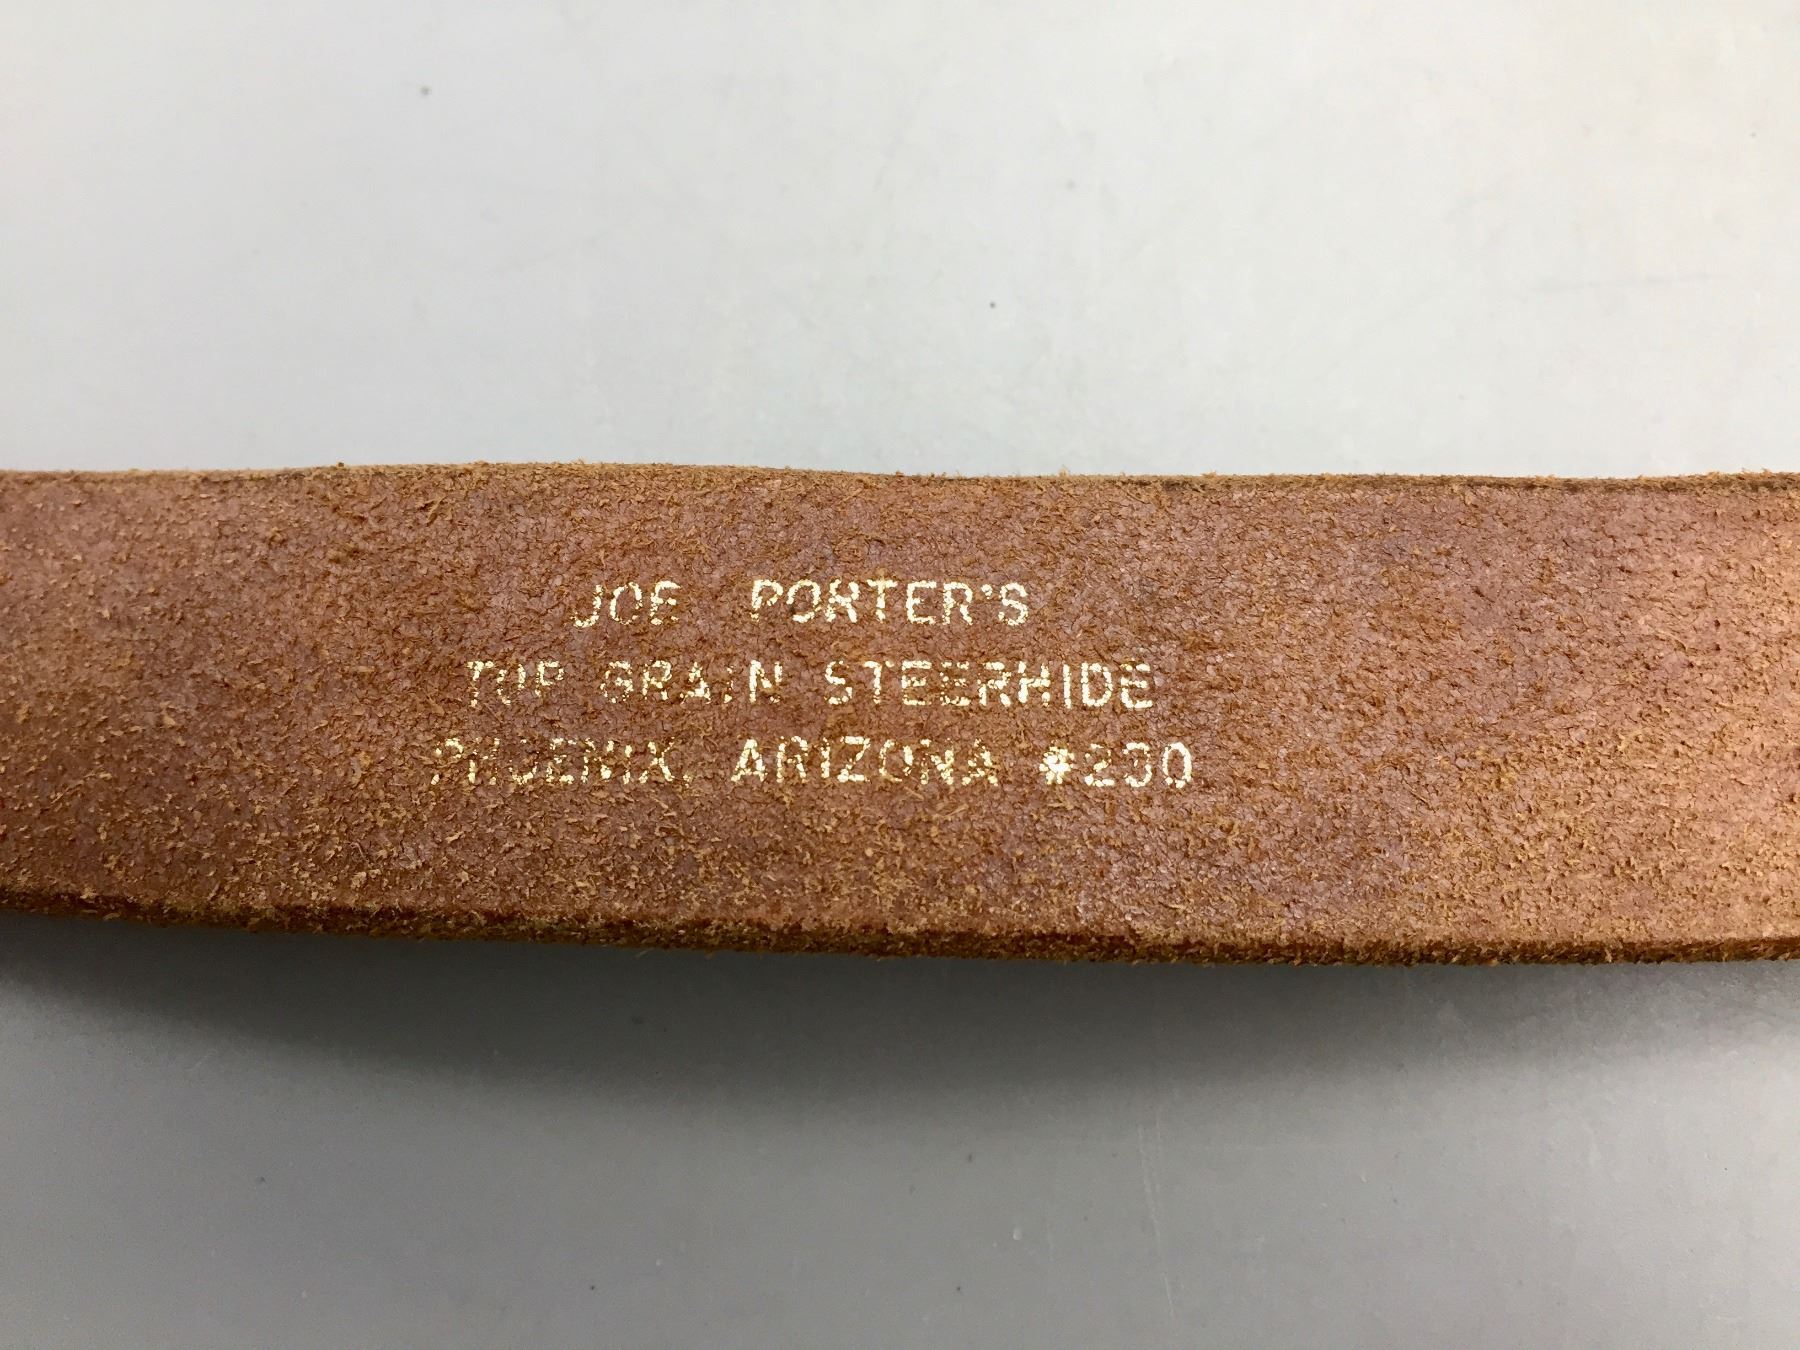 JOE PORTER'S
TOP GRAIN STEERHIDE
PHOENIX, ARIZONA #230